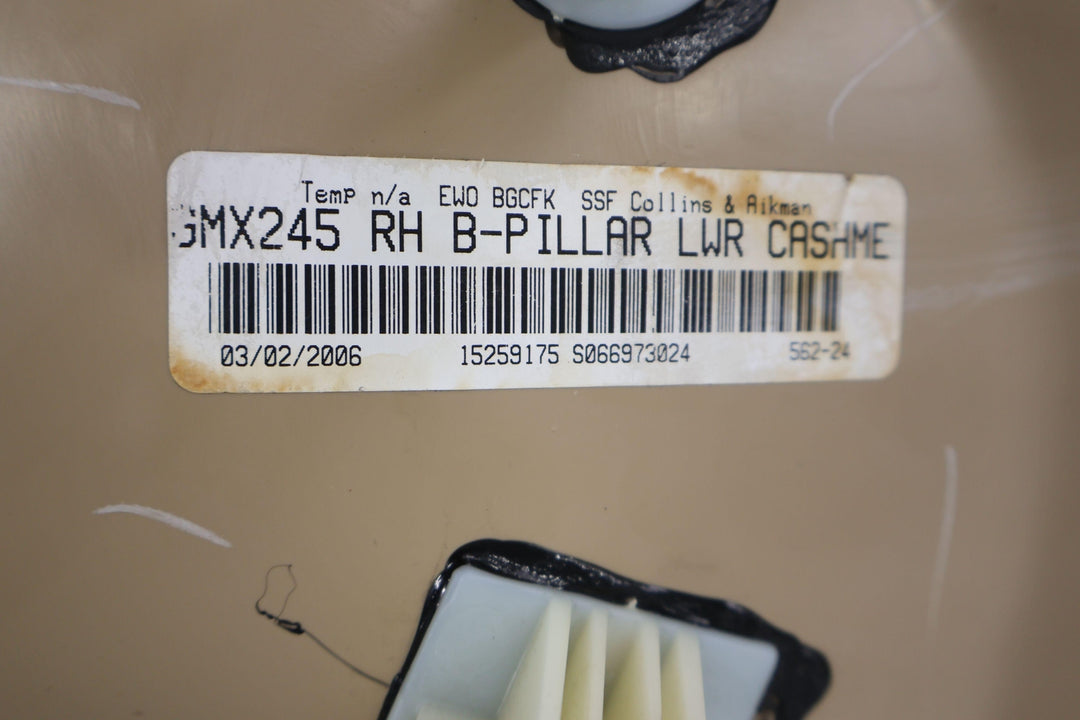 Temp n/a EWO BGCFK SSF Collins & Aikman
GMX245 RH B-PILLAR LWR CASHME
03/02/2006 15259175 S066973024 562-24